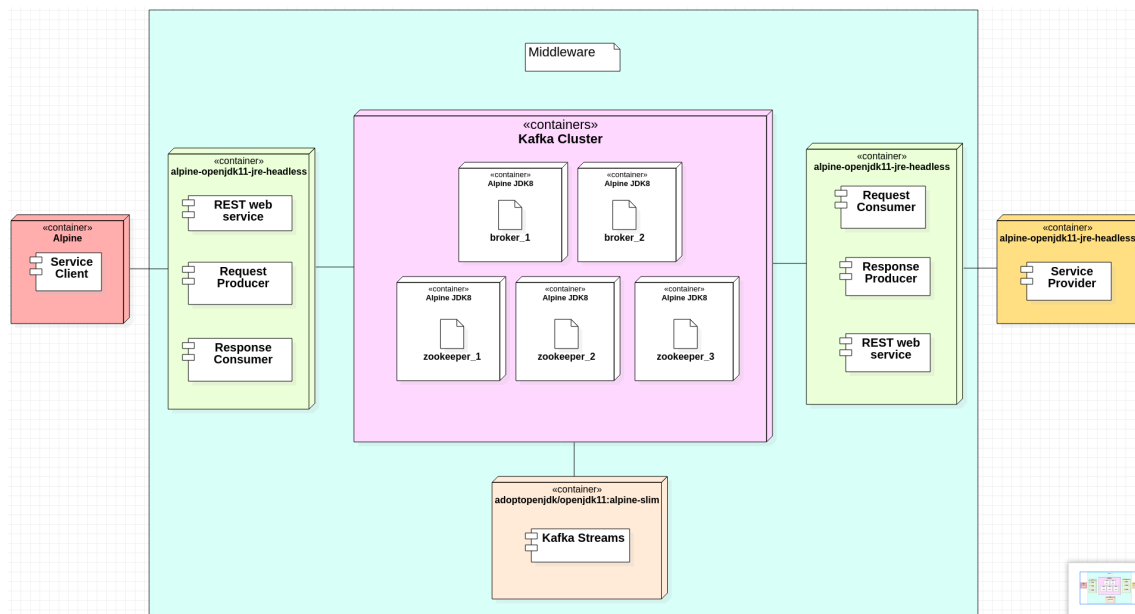 Middleware
«containers»
Kafka Cluster
«container»
Alpine JDK8
broker_1
«container»
Alpine JDK8
broker_2
«container»
Alpine JDK8
zookeeper_1
«container»
Alpine JDK8
zookeeper_2
«container»
Alpine JDK8
zookeeper_3
«container»
alpine-openjdk11-jre-headless
REST web
service
Request
Producer
Response
Consumer
«container»
Alpine
Service
Client
«container»
alpine-openjdk11-jre-headless
Request
Consumer
Response
Producer
REST web
service
«container»
alpine-openjdk11-jre-headless
Service
Provider
«container»
adoptopenjdk/openjdk11:alpine-slim
Kafka Streams